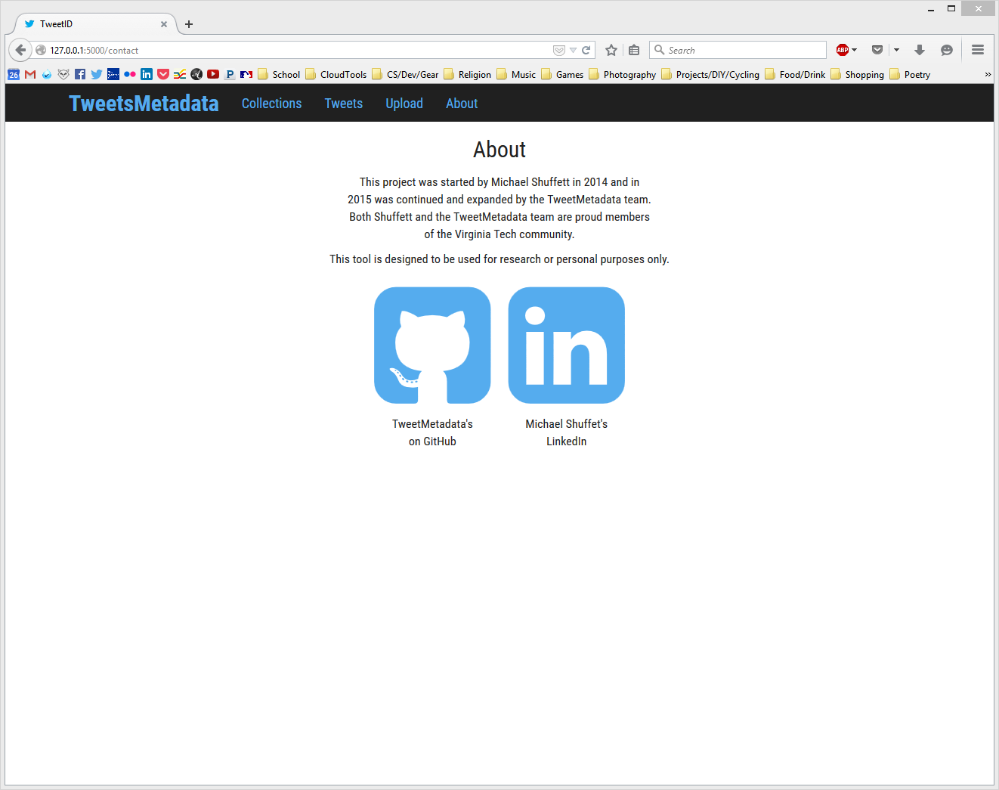 TweetID
127.0.0.1:5000/contact
Search
ABP
26 School CloudTools CS/Dev/Gear Religion Music Games Photography Projects/DIY/Cycling Food/Drink Shopping Poetry
TweetsMetadata Collections Tweets Upload About
About
This project was started by Michael Shuffett in 2014 and in
2015 was continued and expanded by the TweetMetadata team.
Both Shuffett and the TweetMetadata team are proud members
of the Virginia Tech community.
This tool is designed to be used for research or personal purposes only.
in
TweetMetadata's
on GitHub
Michael Shuffet's
LinkedIn